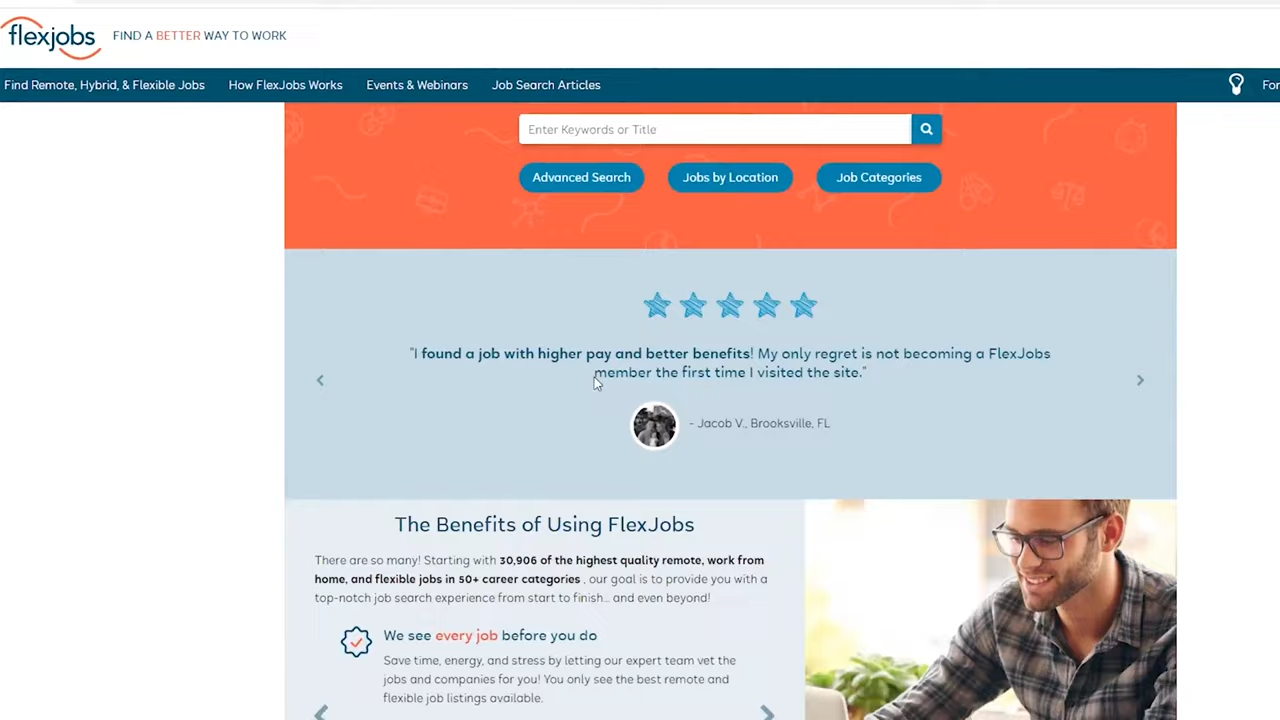 flexjobs FIND A BETTER WAY TO WORK
Find Remote, Hybrid, & Flexible Jobs How FlexJobs Works Events & Webinars Job Search Articles For
Enter Keywords or Title
Advanced Search Jobs by Location Job Categories
"I found a job with higher pay and better benefits! My only regret is not becoming a FlexJobs
member the first time I visited the site."
- Jacob V., Brooksville, FL
The Benefits of Using FlexJobs
There are so many! Starting with 30,906 of the highest quality remote, work from
home, and flexible jobs in 50+ career categories , our goal is to provide you with a
top-notch job search experience from start to finish... and even beyond!
We see every job before you do
Save time, energy, and stress by letting our expert team vet the
jobs and companies for you! You only see the best remote and
flexible job listings available.